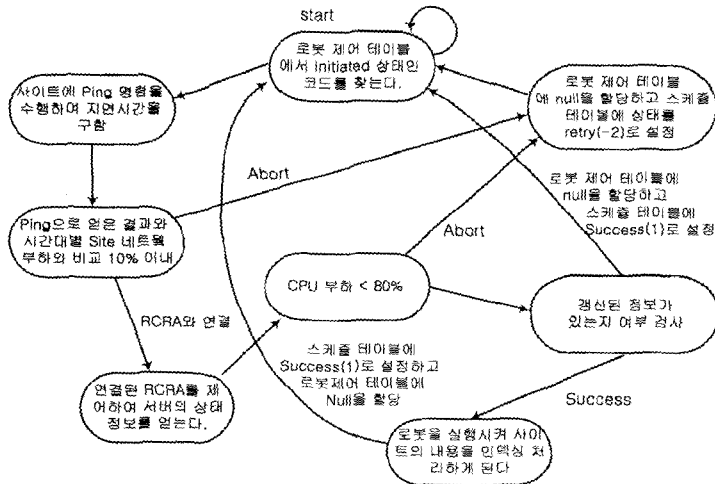 start
로봇 제어 테이블
에서 initiated 상태인
코드를 찾는다.
사이트에 Ping 명령을
수행하여 지연시간을
구함
로봇 제어 테이블
에 null을 할당하고 스케쥴
테이블에 상태를
retry(-2)로 설정
Abort
로봇 제어 테이블에
null을 할당하고
스케쥴 테이블에
Success(1)로 설정
Ping으로 얻은 결과와
시간대별 Site 네트웍
부하와 비교 10% 이내
Abort
CPU 부하 < 80%
갱신된 정보가
있는지 여부 검사
RCRA와 연결
스케쥴 테이블에
Success(1)로 설정하고
로봇제어 테이블에
Null을 할당
연결된 RCRA를 제
어하여 서버의 상태
정보를 얻는다.
Success
로봇을 실행시켜 사이
트의 내용을 인덱싱 처
리하게 된다